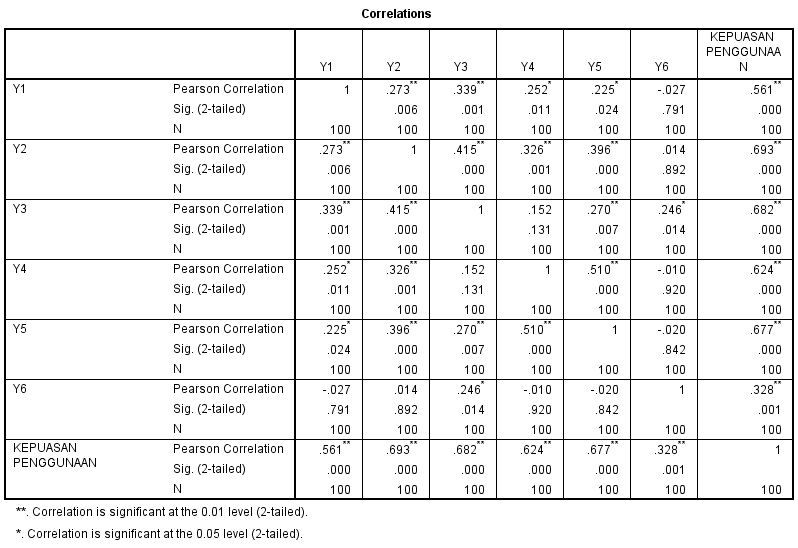 Correlations
KEPUASAN
PENGGUNAA
Y1 Y2 Y3 Y4 Y5 Y6 N
Y1 Pearson Correlation 1 .273** .339** .252* .225* -.027 .561**
Sig. (2-tailed) .006 .001 .011 .024 .791 .000
N 100 100 100 100 100 100 100
Y2 Pearson Correlation .273** 1 .415** .326** .396** .014 .693**
Sig. (2-tailed) .006 .000 .001 .000 .892 .000
N 100 100 100 100 100 100 100
Y3 Pearson Correlation .339** .415** 1 .152 .270** .246* .682**
Sig. (2-tailed) .001 .000 .131 .007 .014 .000
N 100 100 100 100 100 100 100
Y4 Pearson Correlation .252* .326** .152 1 .510** -.010 .624**
Sig. (2-tailed) .011 .001 .131 .000 .920 .000
N 100 100 100 100 100 100 100
Y5 Pearson Correlation .225* .396** .270** .510** 1 -.020 .677**
Sig. (2-tailed) .024 .000 .007 .000 .842 .000
N 100 100 100 100 100 100 100
Y6 Pearson Correlation -.027 .014 .246* -.010 -.020 1 .328**
Sig. (2-tailed) .791 .892 .014 .920 .842 .001
N 100 100 100 100 100 100 100
KEPUASAN Pearson Correlation .561** .693** .682** .624** .677** .328** 1
PENGGUNAAN Sig. (2-tailed) .000 .000 .000 .000 .000 .001
N 100 100 100 100 100 100 100
**. Correlation is significant at the 0.01 level (2-tailed).
*. Correlation is significant at the 0.05 level (2-tailed).